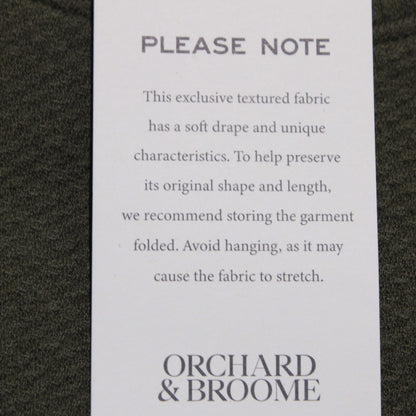 PLEASE NOTE
This exclusive textured fabric
has a soft drape and unique
characteristics. To help preserve
its original shape and length,
we recommend storing the garment
folded. Avoid hanging, as it may
cause the fabric to stretch.
ORCHARD
& BROOME